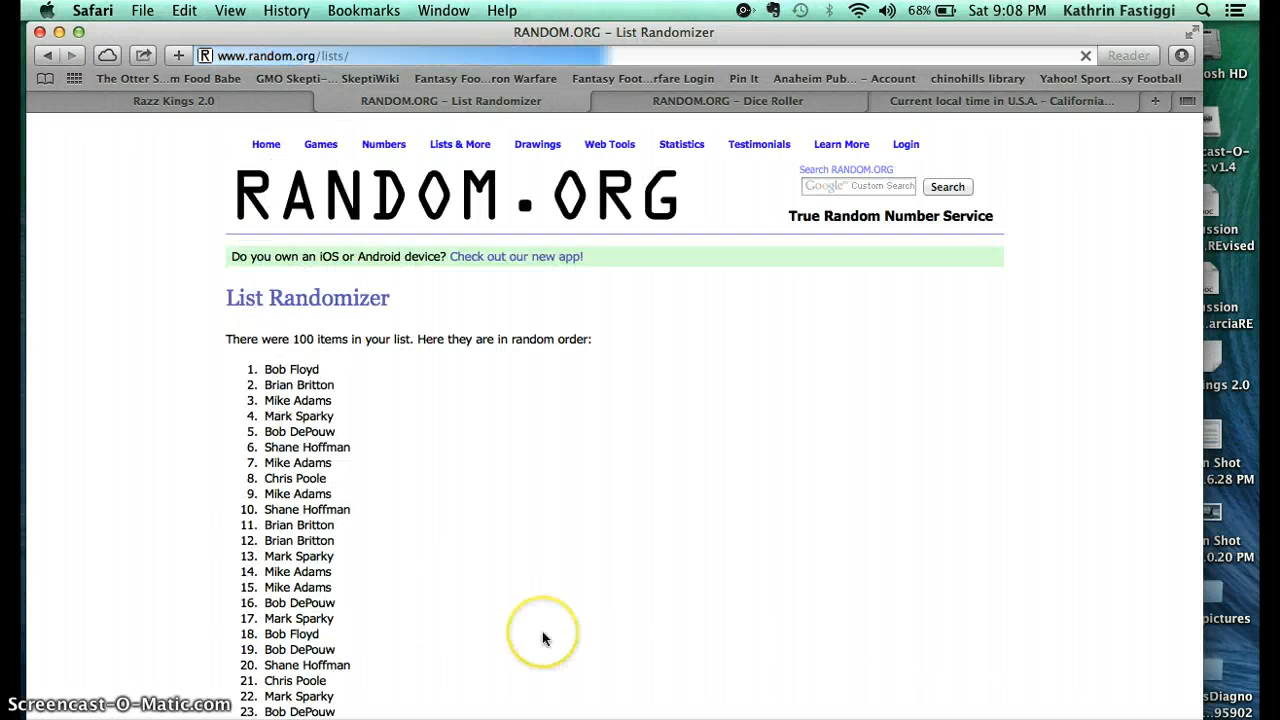 Safari File Edit View History Bookmarks Window Help 68% Sat 9:08 PM Kathrin Fastiggi
RANDOM.ORG - List Randomizer
www.random.org/lists/ Reader
The Otter S...m Food Babe GMO Skepti-... SkeptiWiki Fantasy Foo...ron Warfare Fantasy Foot...rfare Login Pin It Anaheim Pub... - Account chinohills library Yahoo! Sport...sy Football
Razz Kings 2.0 RANDOM.ORG - List Randomizer RANDOM.ORG - Dice Roller Current local time in U.S.A. - California...
Home Games Numbers Lists & More Drawings Web Tools Statistics Testimonials Learn More Login
Search RANDOM.ORG
Google™ Custom Search Search
RANDOM.ORG
True Random Number Service
Do you own an iOS or Android device? Check out our new app!
List Randomizer
There were 100 items in your list. Here they are in random order:
1. Bob Floyd
2. Brian Britton
3. Mike Adams
4. Mark Sparky
5. Bob DePouw
6. Shane Hoffman
7. Mike Adams
8. Chris Poole
9. Mike Adams
10. Shane Hoffman
11. Brian Britton
12. Brian Britton
13. Mark Sparky
14. Mike Adams
15. Mike Adams
16. Bob DePouw
17. Mark Sparky
18. Bob Floyd
19. Bob DePouw
20. Shane Hoffman
21. Chris Poole
22. Mark Sparky
23. Bob DePouw
osh HD
cast-O-
c v1.4
ssion
.REvised
ssion
.arciaRE
ings 2.0
n Shot
6.28 PM
n Shot
0.20 PM
pictures
sDiagno
95902
Screencast-O-Matic.com